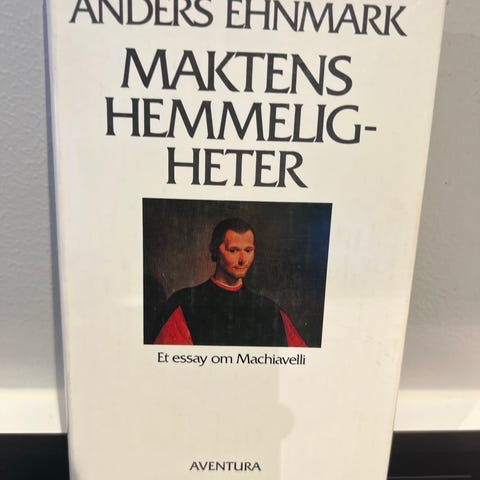 ANDERS EHNMARK
MAKTENS
HEMMELIG-
HETER
Et essay om Machiavelli
AVENTURA